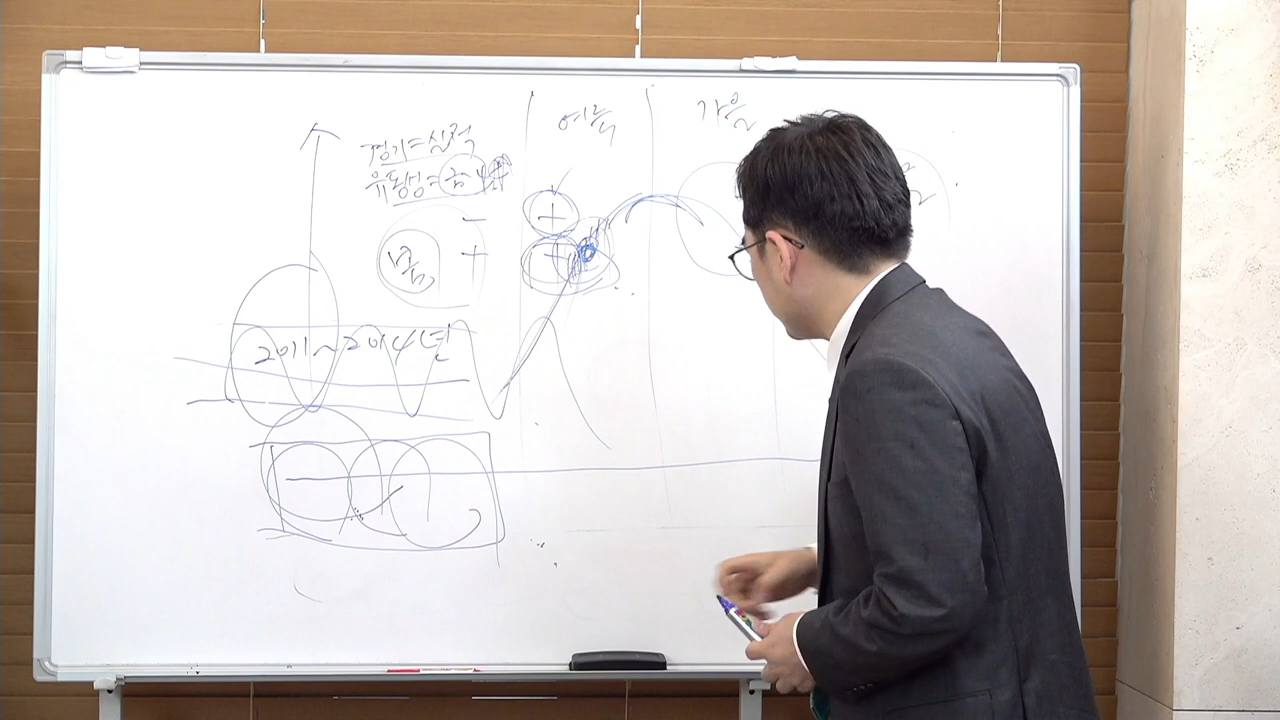 여름
가을
경기=실적
유동성=금
-
봄 +
+
+
2011~2014년